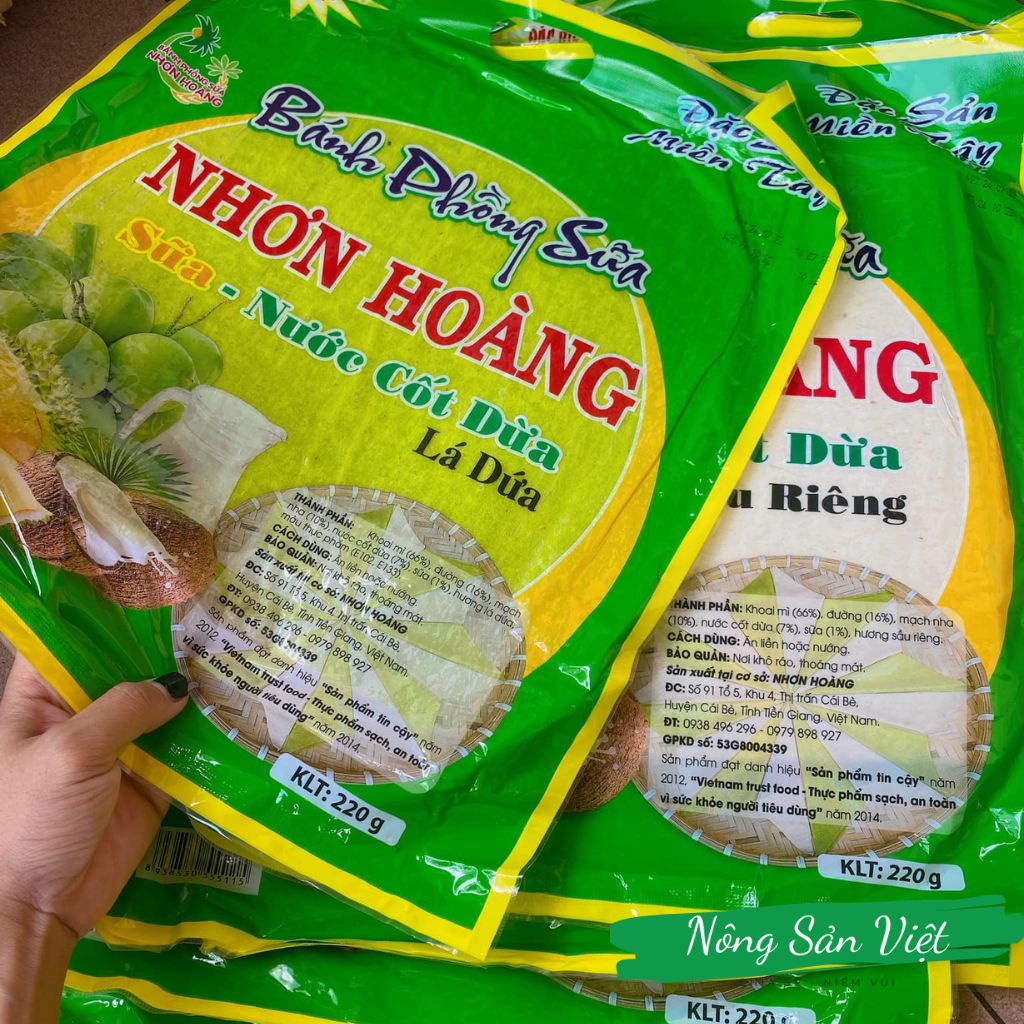 BÁNH PHỒNG SỮA
NHƠN HOÀNG
Bánh Phồng Sữa
NHƠN HOÀNG
Sữa - Nước Cốt Dừa
Lá Dứa
THÀNH PHẦN: Khoai mì (66%), đường (16%), mạch
nha (10%), nước cốt dừa (7%), sữa (1%), hương lá dứa,
màu thực phẩm (E102, E133)
CÁCH DÙNG: Ăn liền hoặc nướng.
BẢO QUẢN: Nơi khô ráo, thoáng mát.
Sản xuất tại cơ sở: NHƠN HOÀNG
ĐC: Số 91 Tổ 5, Khu 4, Thị trấn Cái Bè,
Huyện Cái Bè, Tỉnh Tiền Giang. Việt Nam.
ĐT: 0938 496 296 - 0979 898 927
GPKD số: 53G8004339
Sản phẩm đạt danh hiệu "Sản phẩm tin cậy" năm
2012, "Vietnam trust food - Thực phẩm sạch, an toàn
vì sức khỏe người tiêu dùng" năm 2014.
KLT: 220 g
Đặc
Miền Tây
Đặc Sản
Miền Tây
ữa
ÀNG
t Dừa
u Riêng
THÀNH PHẦN: Khoai mì (66%), đường (16%), mạch nha
(10%), nước cốt dừa (7%), sữa (1%), hương sầu riêng.
CÁCH DÙNG: Ăn liền hoặc nướng.
BẢO QUẢN: Nơi khô ráo, thoáng mát.
Sản xuất tại cơ sở: NHƠN HOÀNG
ĐC: Số 91 Tổ 5, Khu 4, Thị trấn Cái Bè,
Huyện Cái Bè, Tỉnh Tiền Giang. Việt Nam.
ĐT: 0938 496 296 - 0979 898 927
GPKD số: 53G8004339
Sản phẩm đạt danh hiệu "Sản phẩm tin cậy" năm
2012, "Vietnam trust food - Thực phẩm sạch, an toàn
vì sức khỏe người tiêu dùng" năm 2014.
KLT: 220 g
Nông Sản Việt
NIỀM VUI
KLT: 220 g